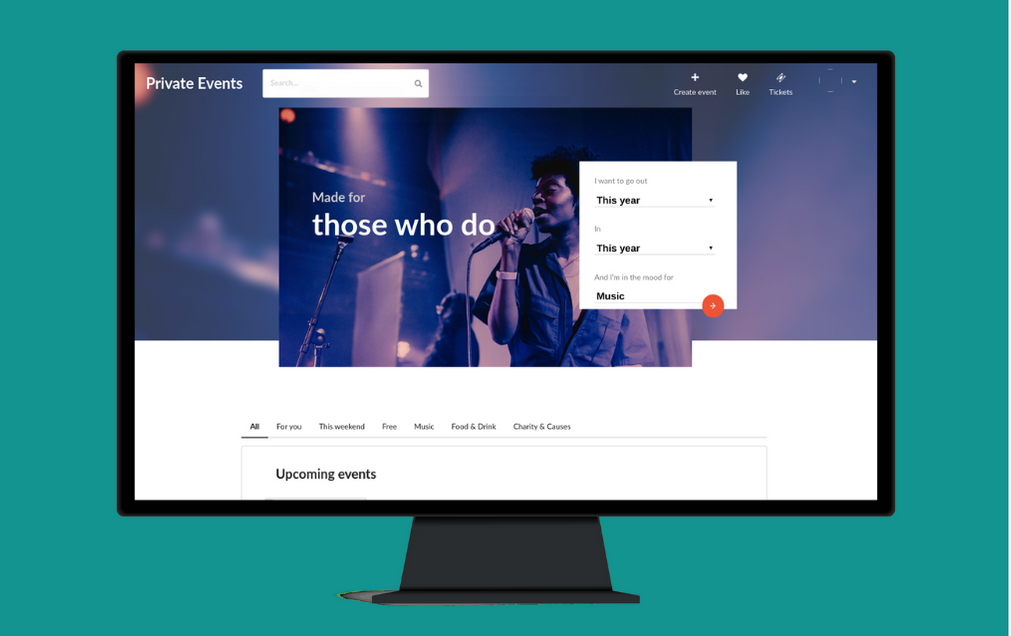 Private Events
Search...
Create event
Like
Tickets
Made for
those who do
I want to go out
This year
In
This year
And I'm in the mood for
Music
All
For you
This weekend
Free
Music
Food & Drink
Charity & Causes
Upcoming events